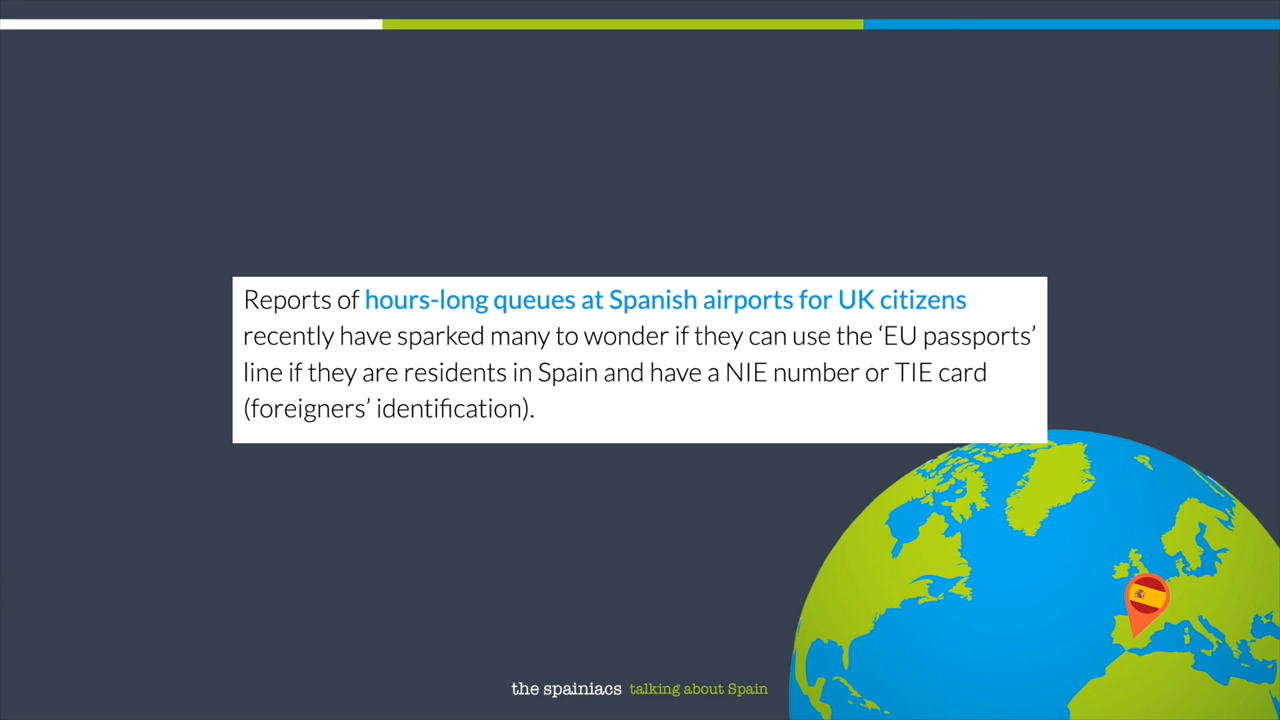 Reports of hours-long queues at Spanish airports for UK citizens
recently have sparked many to wonder if they can use the ‘EU passports’
line if they are residents in Spain and have a NIE number or TIE card
(foreigners’ identification).
the spainiacs talking about Spain